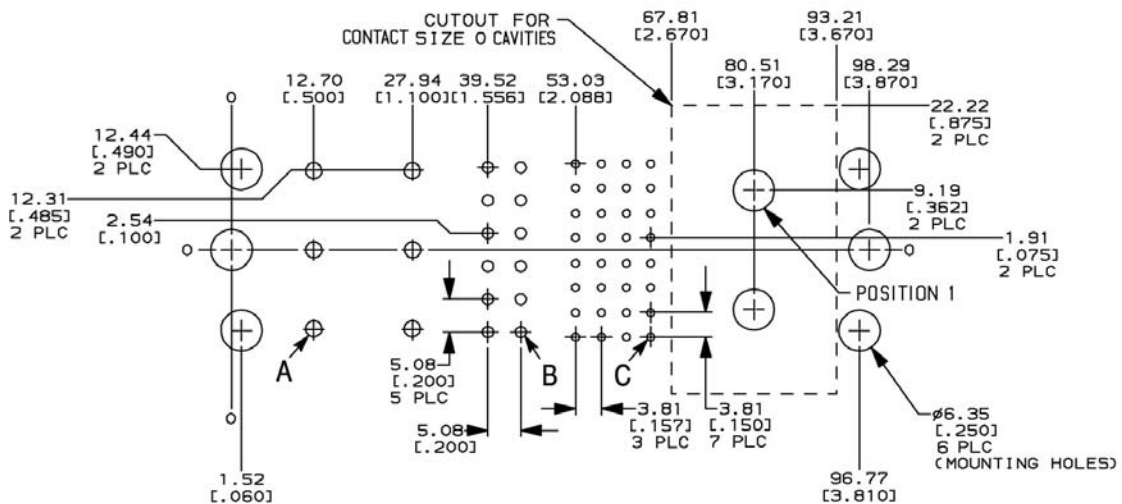 CUTOUT FOR
CONTACT SIZE 0 CAVITIES
67.81
[2.670]
93.21
[3.670]
12.70
[.500]
27.94
[1.100]
39.52
[1.556]
53.03
[2.088]
80.51
[3.170]
98.29
[3.870]
0
12.44
[.490]
2 PLC
22.22
[.875]
2 PLC
12.31
[.485]
2 PLC
9.19
[.362]
2 PLC
2.54
[.100]
0
0
1.91
[.075]
2 PLC
POSITION 1
A
B
C
5.08
[.200]
5 PLC
0
5.08
[.200]
3.81
[.157]
3 PLC
3.81
[.150]
7 PLC
ø6.35
[.250]
6 PLC
(MOUNTING HOLES)
1.52
[.060]
96.77
[3.810]